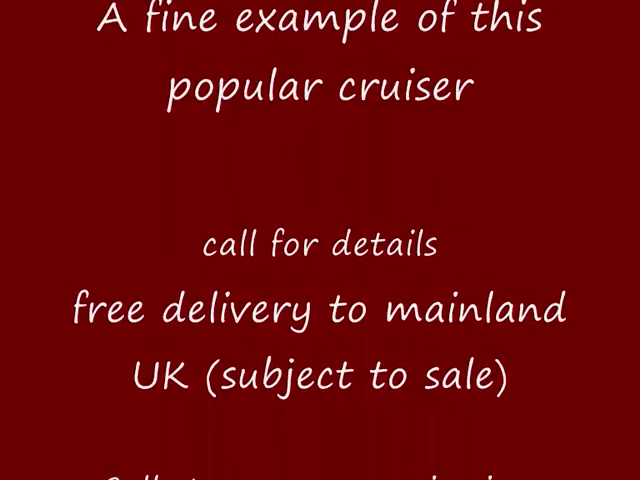 A fine example of this
popular cruiser
call for details
free delivery to mainland
UK (subject to sale)